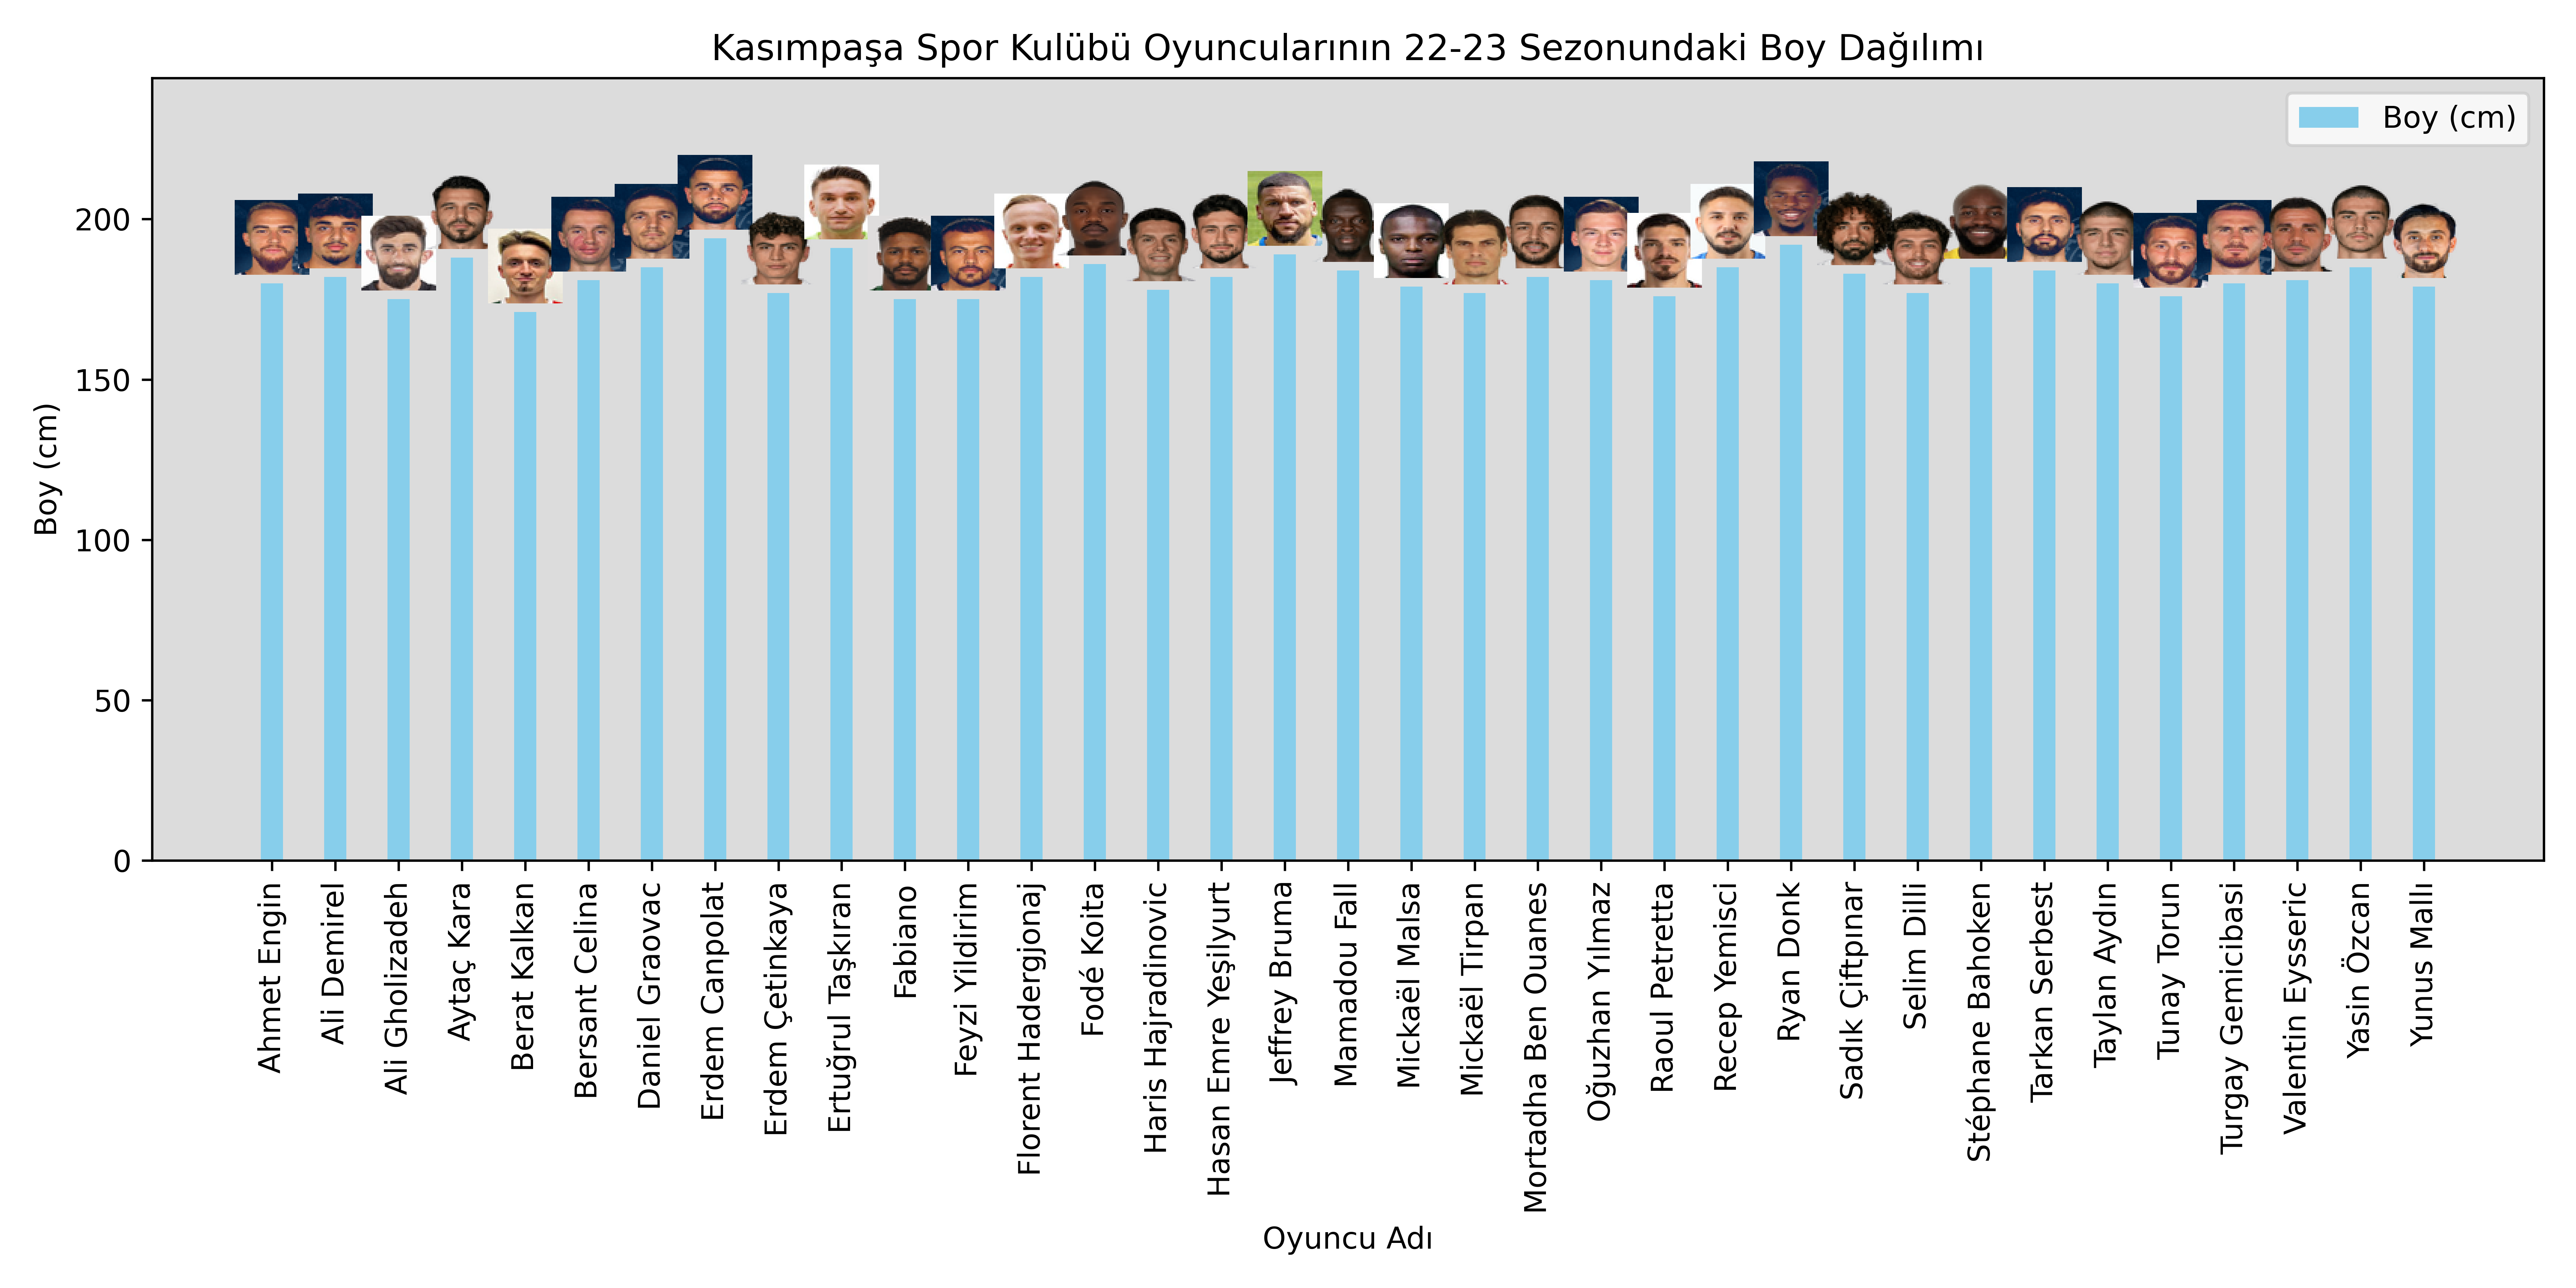 Kasımpaşa Spor Kulübü Oyuncularının 22-23 Sezonundaki Boy Dağılımı
Boy (cm)
Boy (cm)
200
150
100
50
0
Ahmet Engin
Ali Demirel
Ali Gholizadeh
Aytaç Kara
Berat Kalkan
Bersant Celina
Daniel Graovac
Erdem Canpolat
Erdem Çetinkaya
Ertuğrul Taşkıran
Fabiano
Feyzi Yildirim
Florent Hadergjonaj
Fodé Koita
Haris Hajradinovic
Hasan Emre Yeşilyurt
Jeffrey Bruma
Mamadou Fall
Mickaël Malsa
Mickaël Tirpan
Mortadha Ben Ouanes
Oğuzhan Yılmaz
Raoul Petretta
Recep Yemisci
Ryan Donk
Sadık Çiftpınar
Selim Dilli
Stéphane Bahoken
Tarkan Serbest
Taylan Aydın
Tunay Torun
Turgay Gemicibasi
Valentin Eysseric
Yasin Özcan
Yunus Mallı
Oyuncu Adı